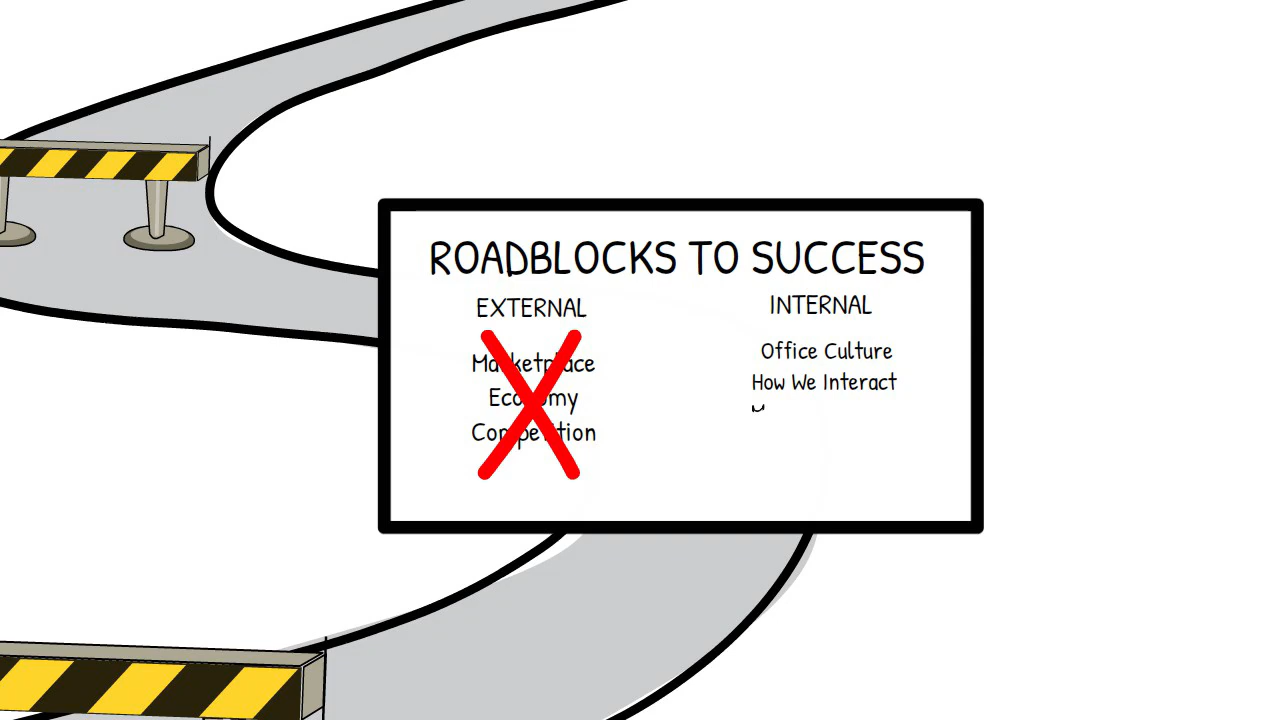 ROADBLOCKS TO SUCCESS
EXTERNAL
Marketplace
Economy
Competition
INTERNAL
Office Culture
How We Interact